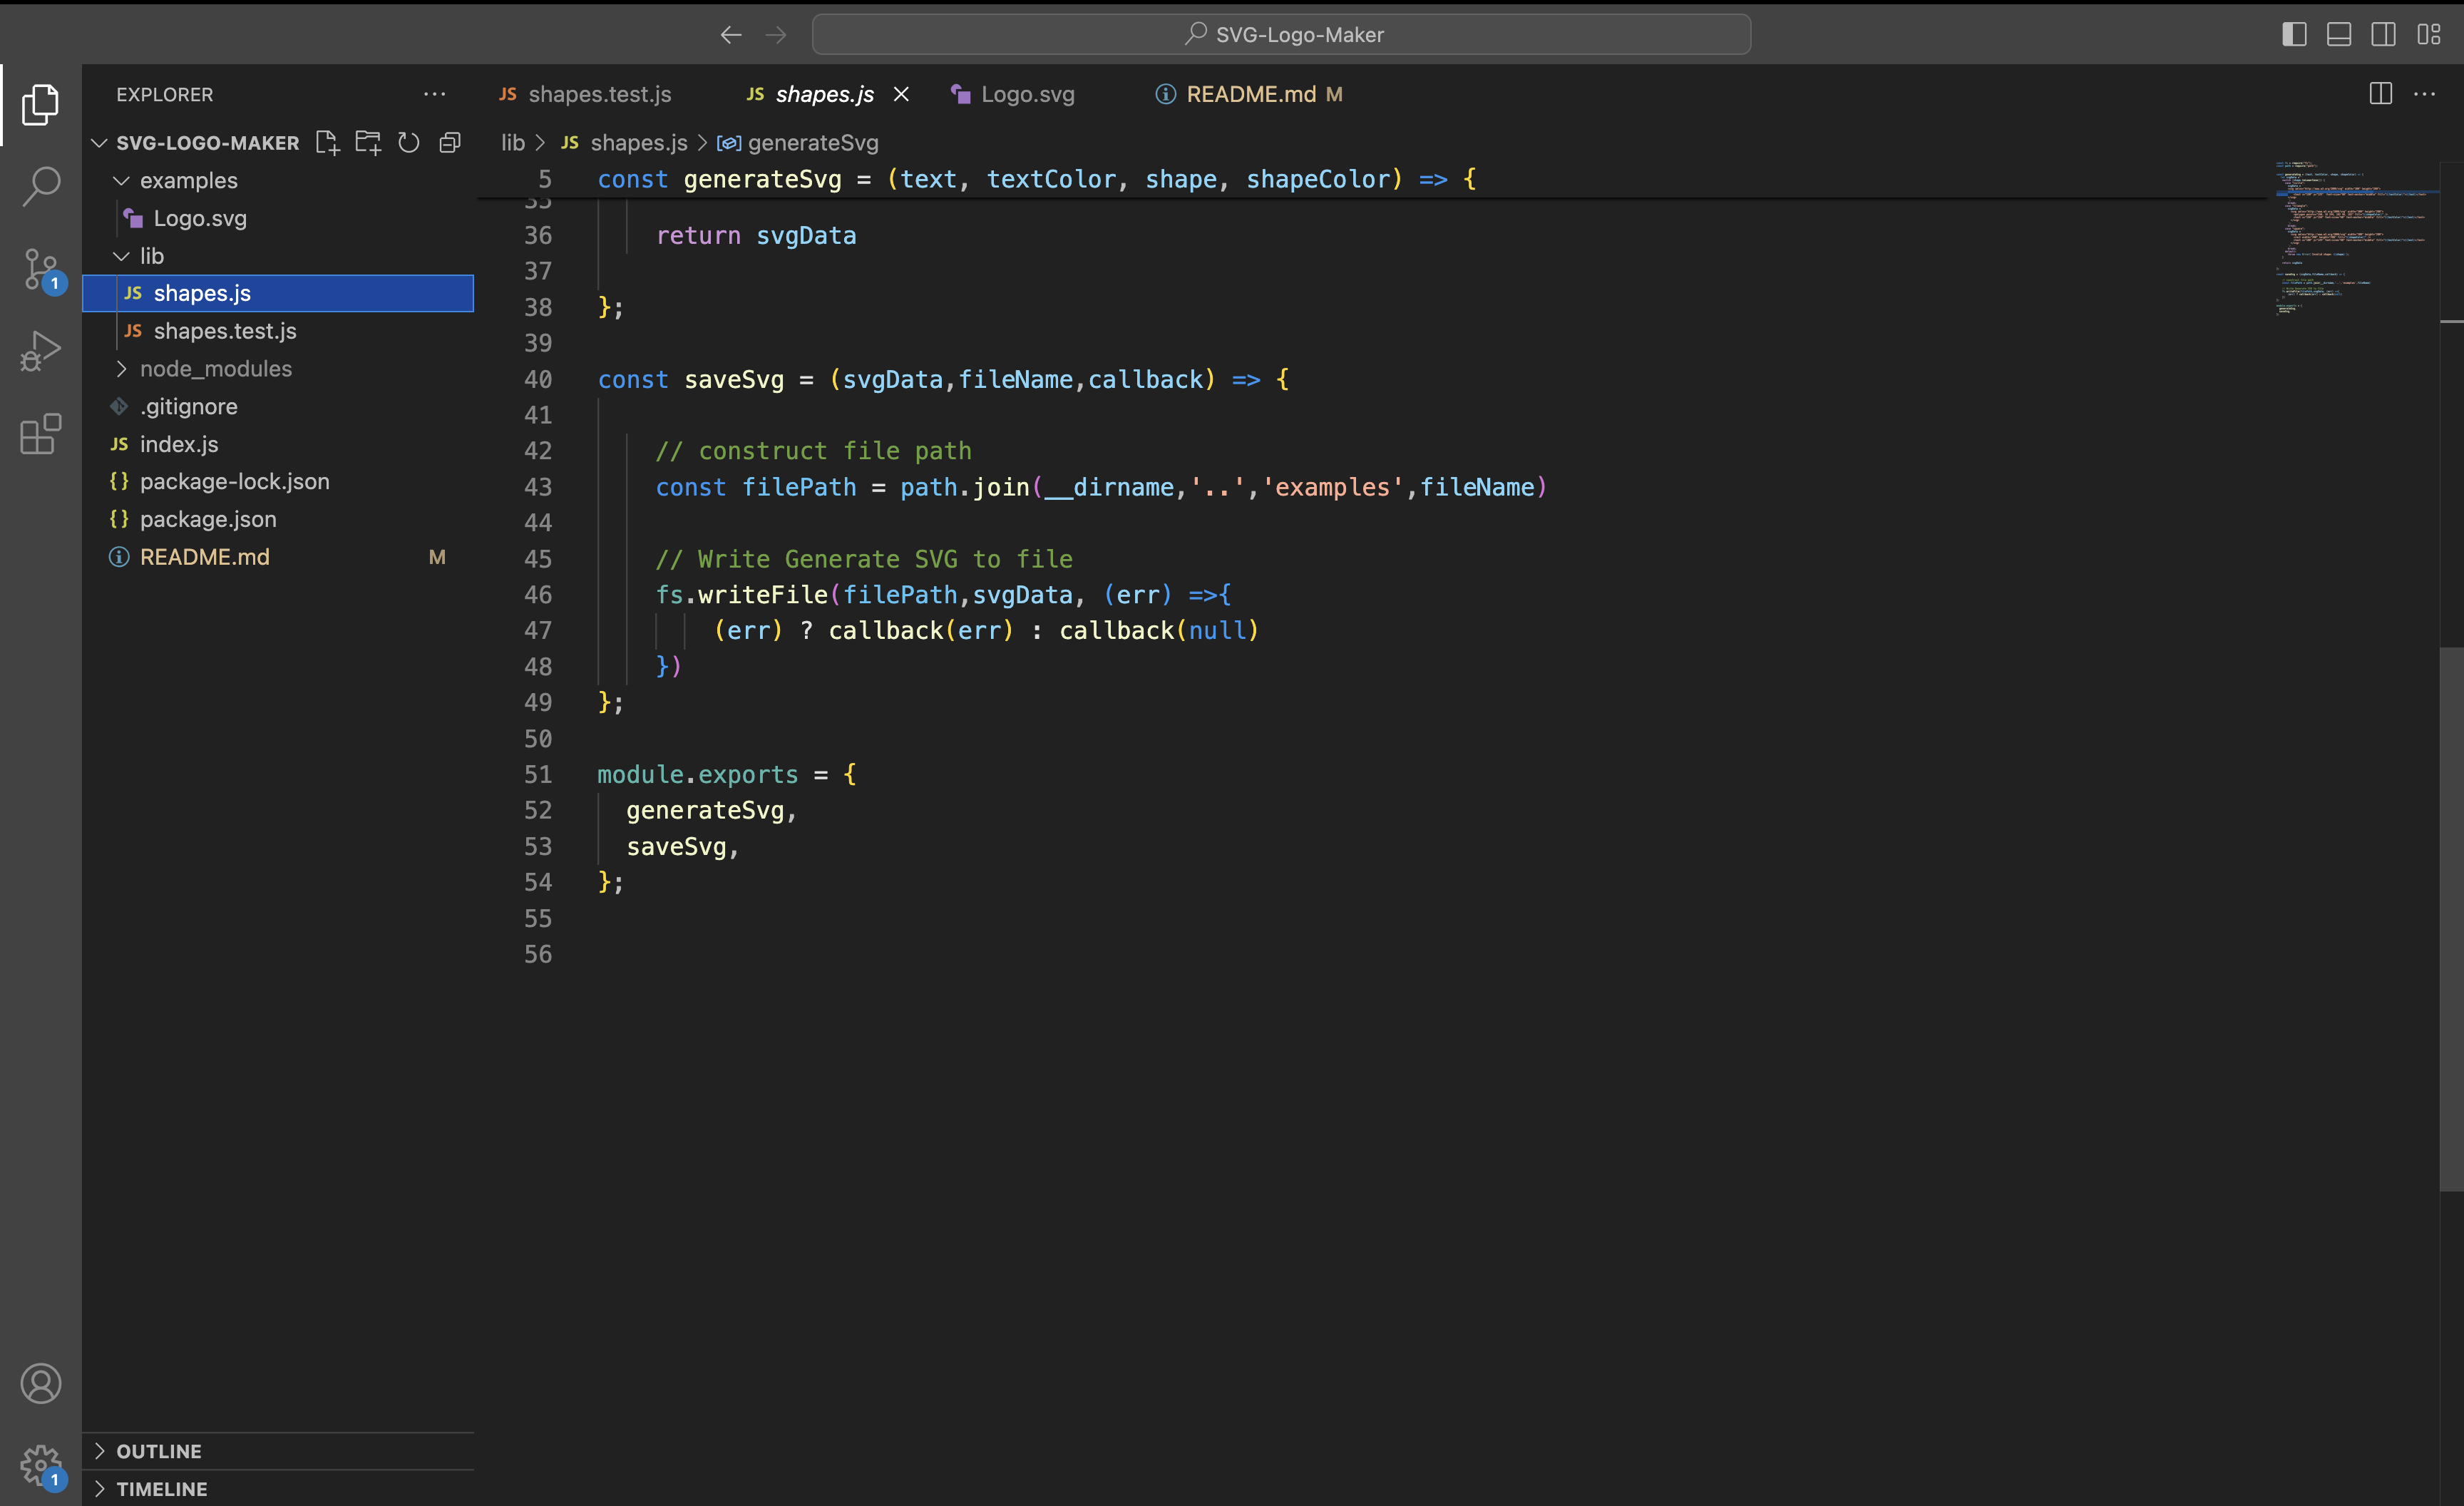 SVG-Logo-Maker
EXPLORER
SVG-LOGO-MAKER
examples
Logo.svg
lib
JS shapes.js
JS shapes.test.js
node_modules
.gitignore
JS index.js
{} package-lock.json
{} package.json
README.md M
1
OUTLINE
1
TIMELINE
JS shapes.test.js JS shapes.js Logo.svg README.md M
lib > JS shapes.js > generateSvg
5 const generateSvg = (text, textColor, shape, shapeColor) => {
35
36 return svgData
37
38 };
39
40 const saveSvg = (svgData,fileName,callback) => {
41
42 // construct file path
43 const filePath = path.join(__dirname,'..','examples',fileName)
44
45 // Write Generate SVG to file
46 fs.writeFile(filePath,svgData, (err) =>{
47 (err) ? callback(err) : callback(null)
48 })
49 };
50
51 module.exports = {
52 generateSvg,
53 saveSvg,
54 };
55
56